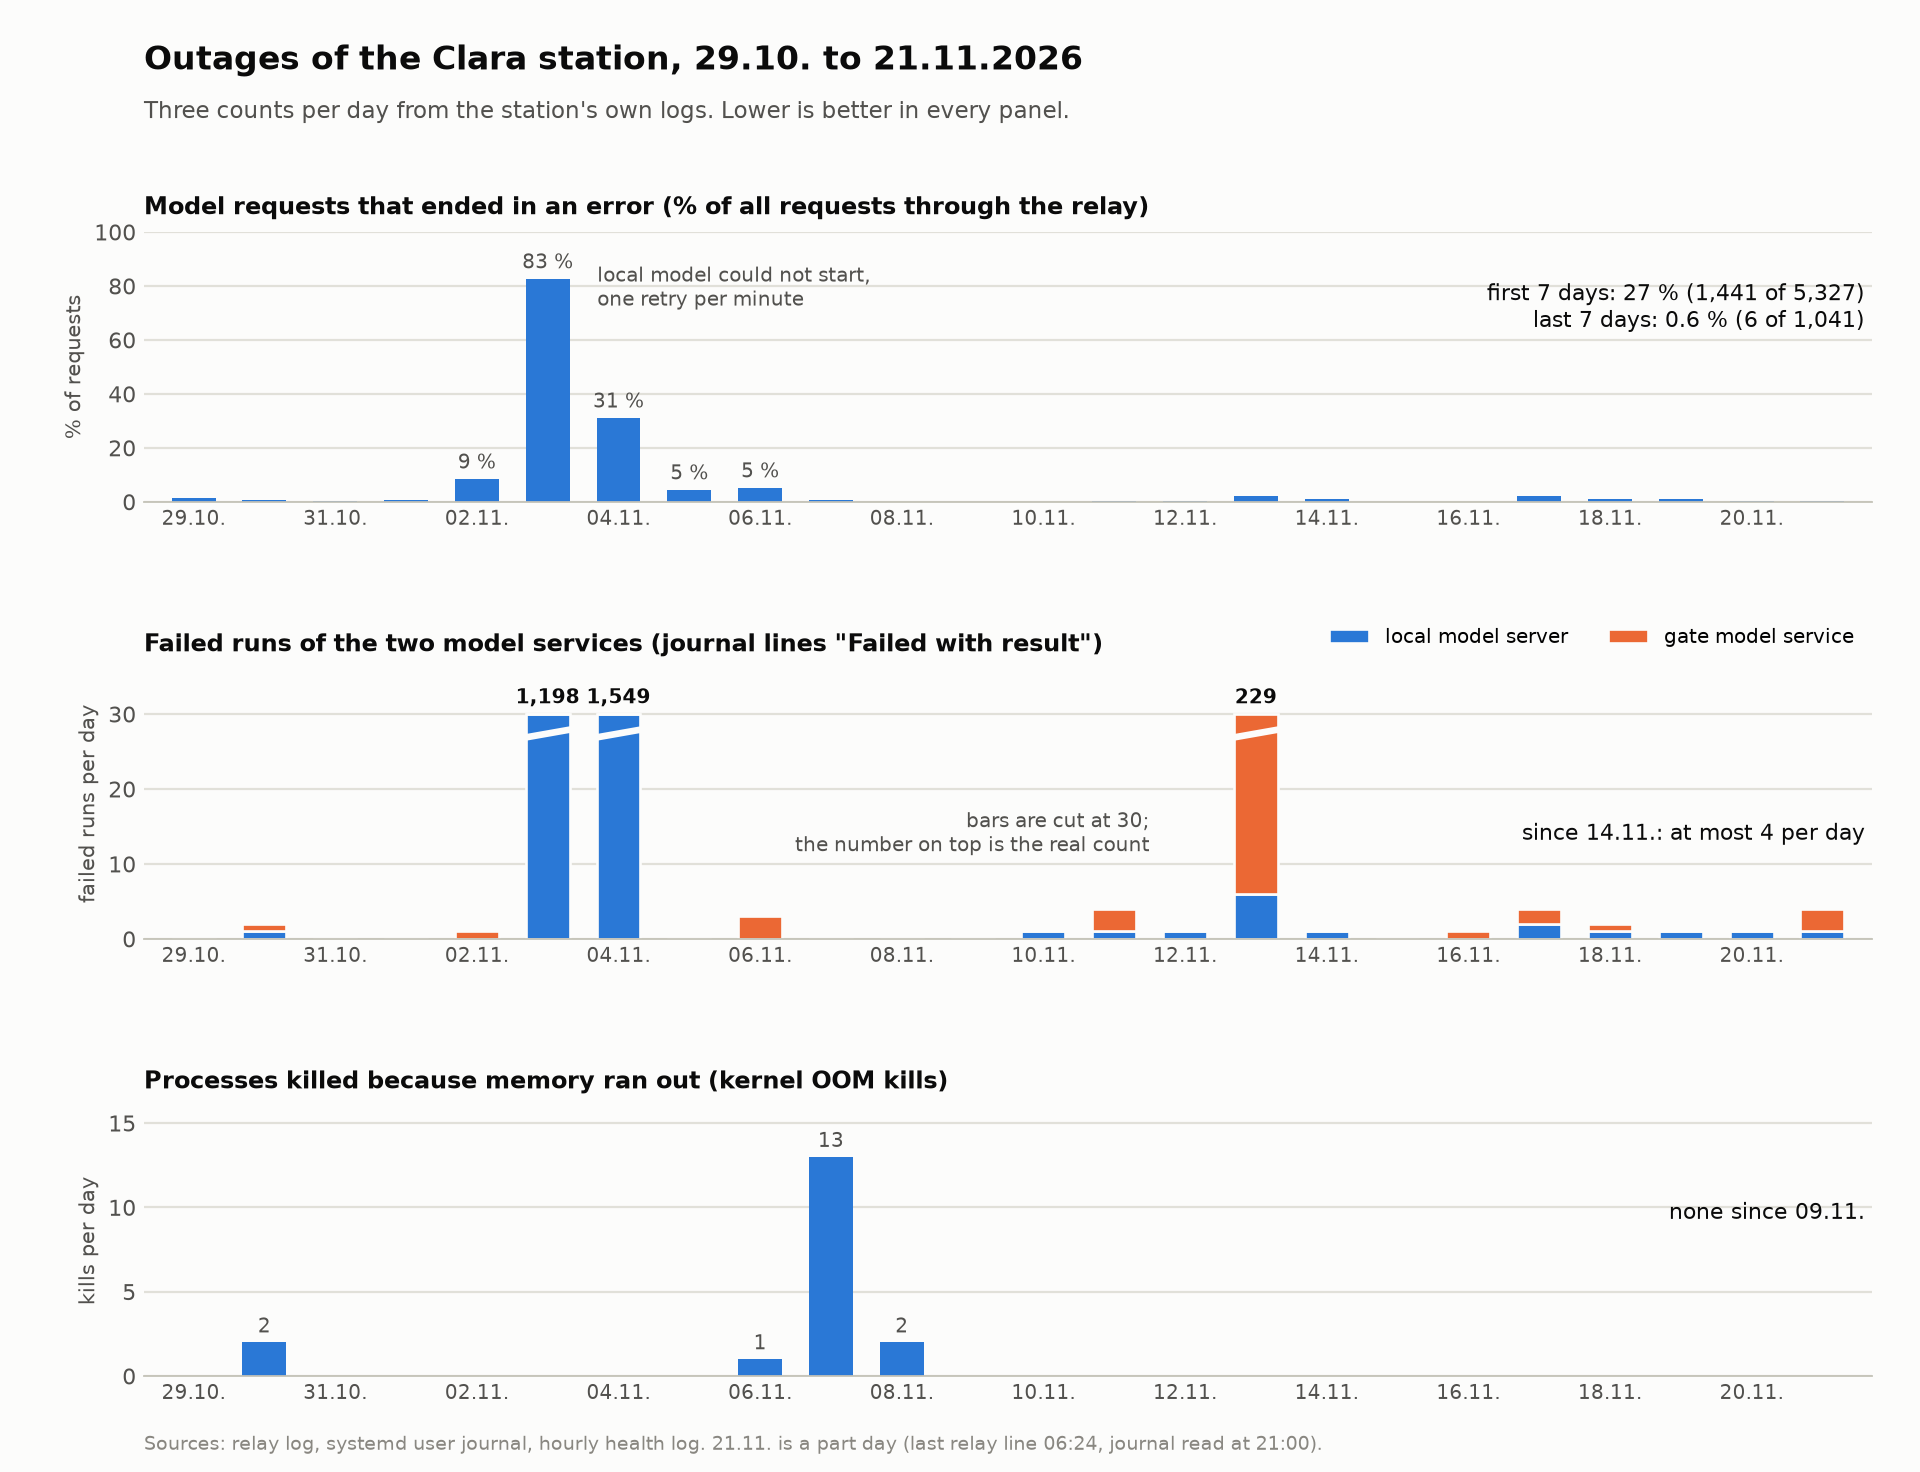 Outages of the Clara station, 29.10. to 21.11.2026
Three counts per day from the station's own logs. Lower is better in every panel.
Model requests that ended in an error (% of all requests through the relay)
% of requests
100
80
60
40
20
0
9 %
83 %
31 %
5 %
5 %
local model could not start,
one retry per minute
first 7 days: 27 % (1,441 of 5,327)
last 7 days: 0.6 % (6 of 1,041)
29.10. 31.10. 02.11. 04.11. 06.11. 08.11. 10.11. 12.11. 14.11. 16.11. 18.11. 20.11.
Failed runs of the two model services (journal lines "Failed with result")
local model server
gate model service
failed runs per day
30
20
10
0
1,198 1,549
229
bars are cut at 30;
the number on top is the real count
since 14.11.: at most 4 per day
29.10. 31.10. 02.11. 04.11. 06.11. 08.11. 10.11. 12.11. 14.11. 16.11. 18.11. 20.11.
Processes killed because memory ran out (kernel OOM kills)
kills per day
15
10
5
0
2
1
13
2
none since 09.11.
29.10. 31.10. 02.11. 04.11. 06.11. 08.11. 10.11. 12.11. 14.11. 16.11. 18.11. 20.11.
Sources: relay log, systemd user journal, hourly health log. 21.11. is a part day (last relay line 06:24, journal read at 21:00).